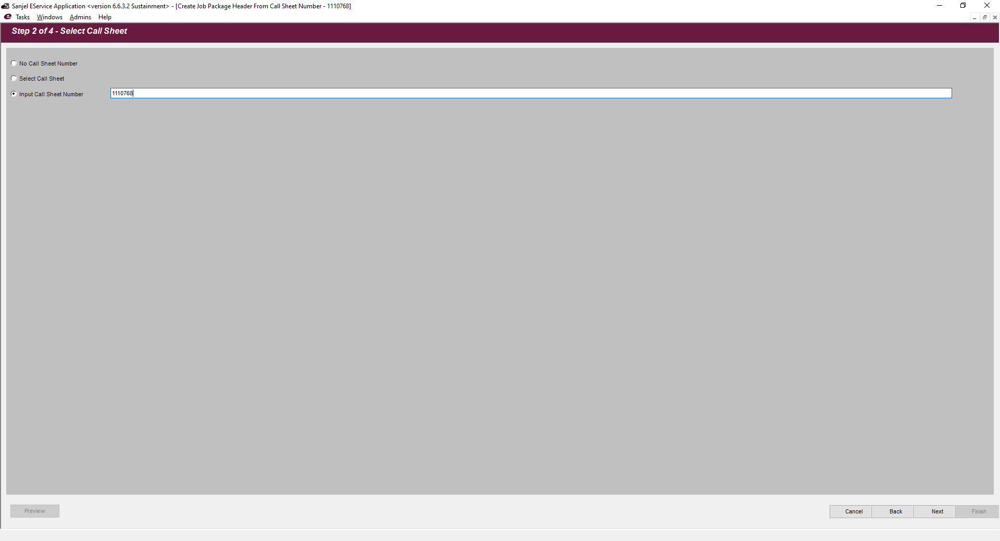 Sanjel EService Application <version 6.6.3.2 Sustainment> - [Create Job Package Header From Call Sheet Number - 1110768]
Tasks Windows Admins Help
Step 2 of 4 - Select Call Sheet
No Call Sheet Number
Select Call Sheet
Input Call Sheet Number 1110768
Preview Cancel Back Next Finish